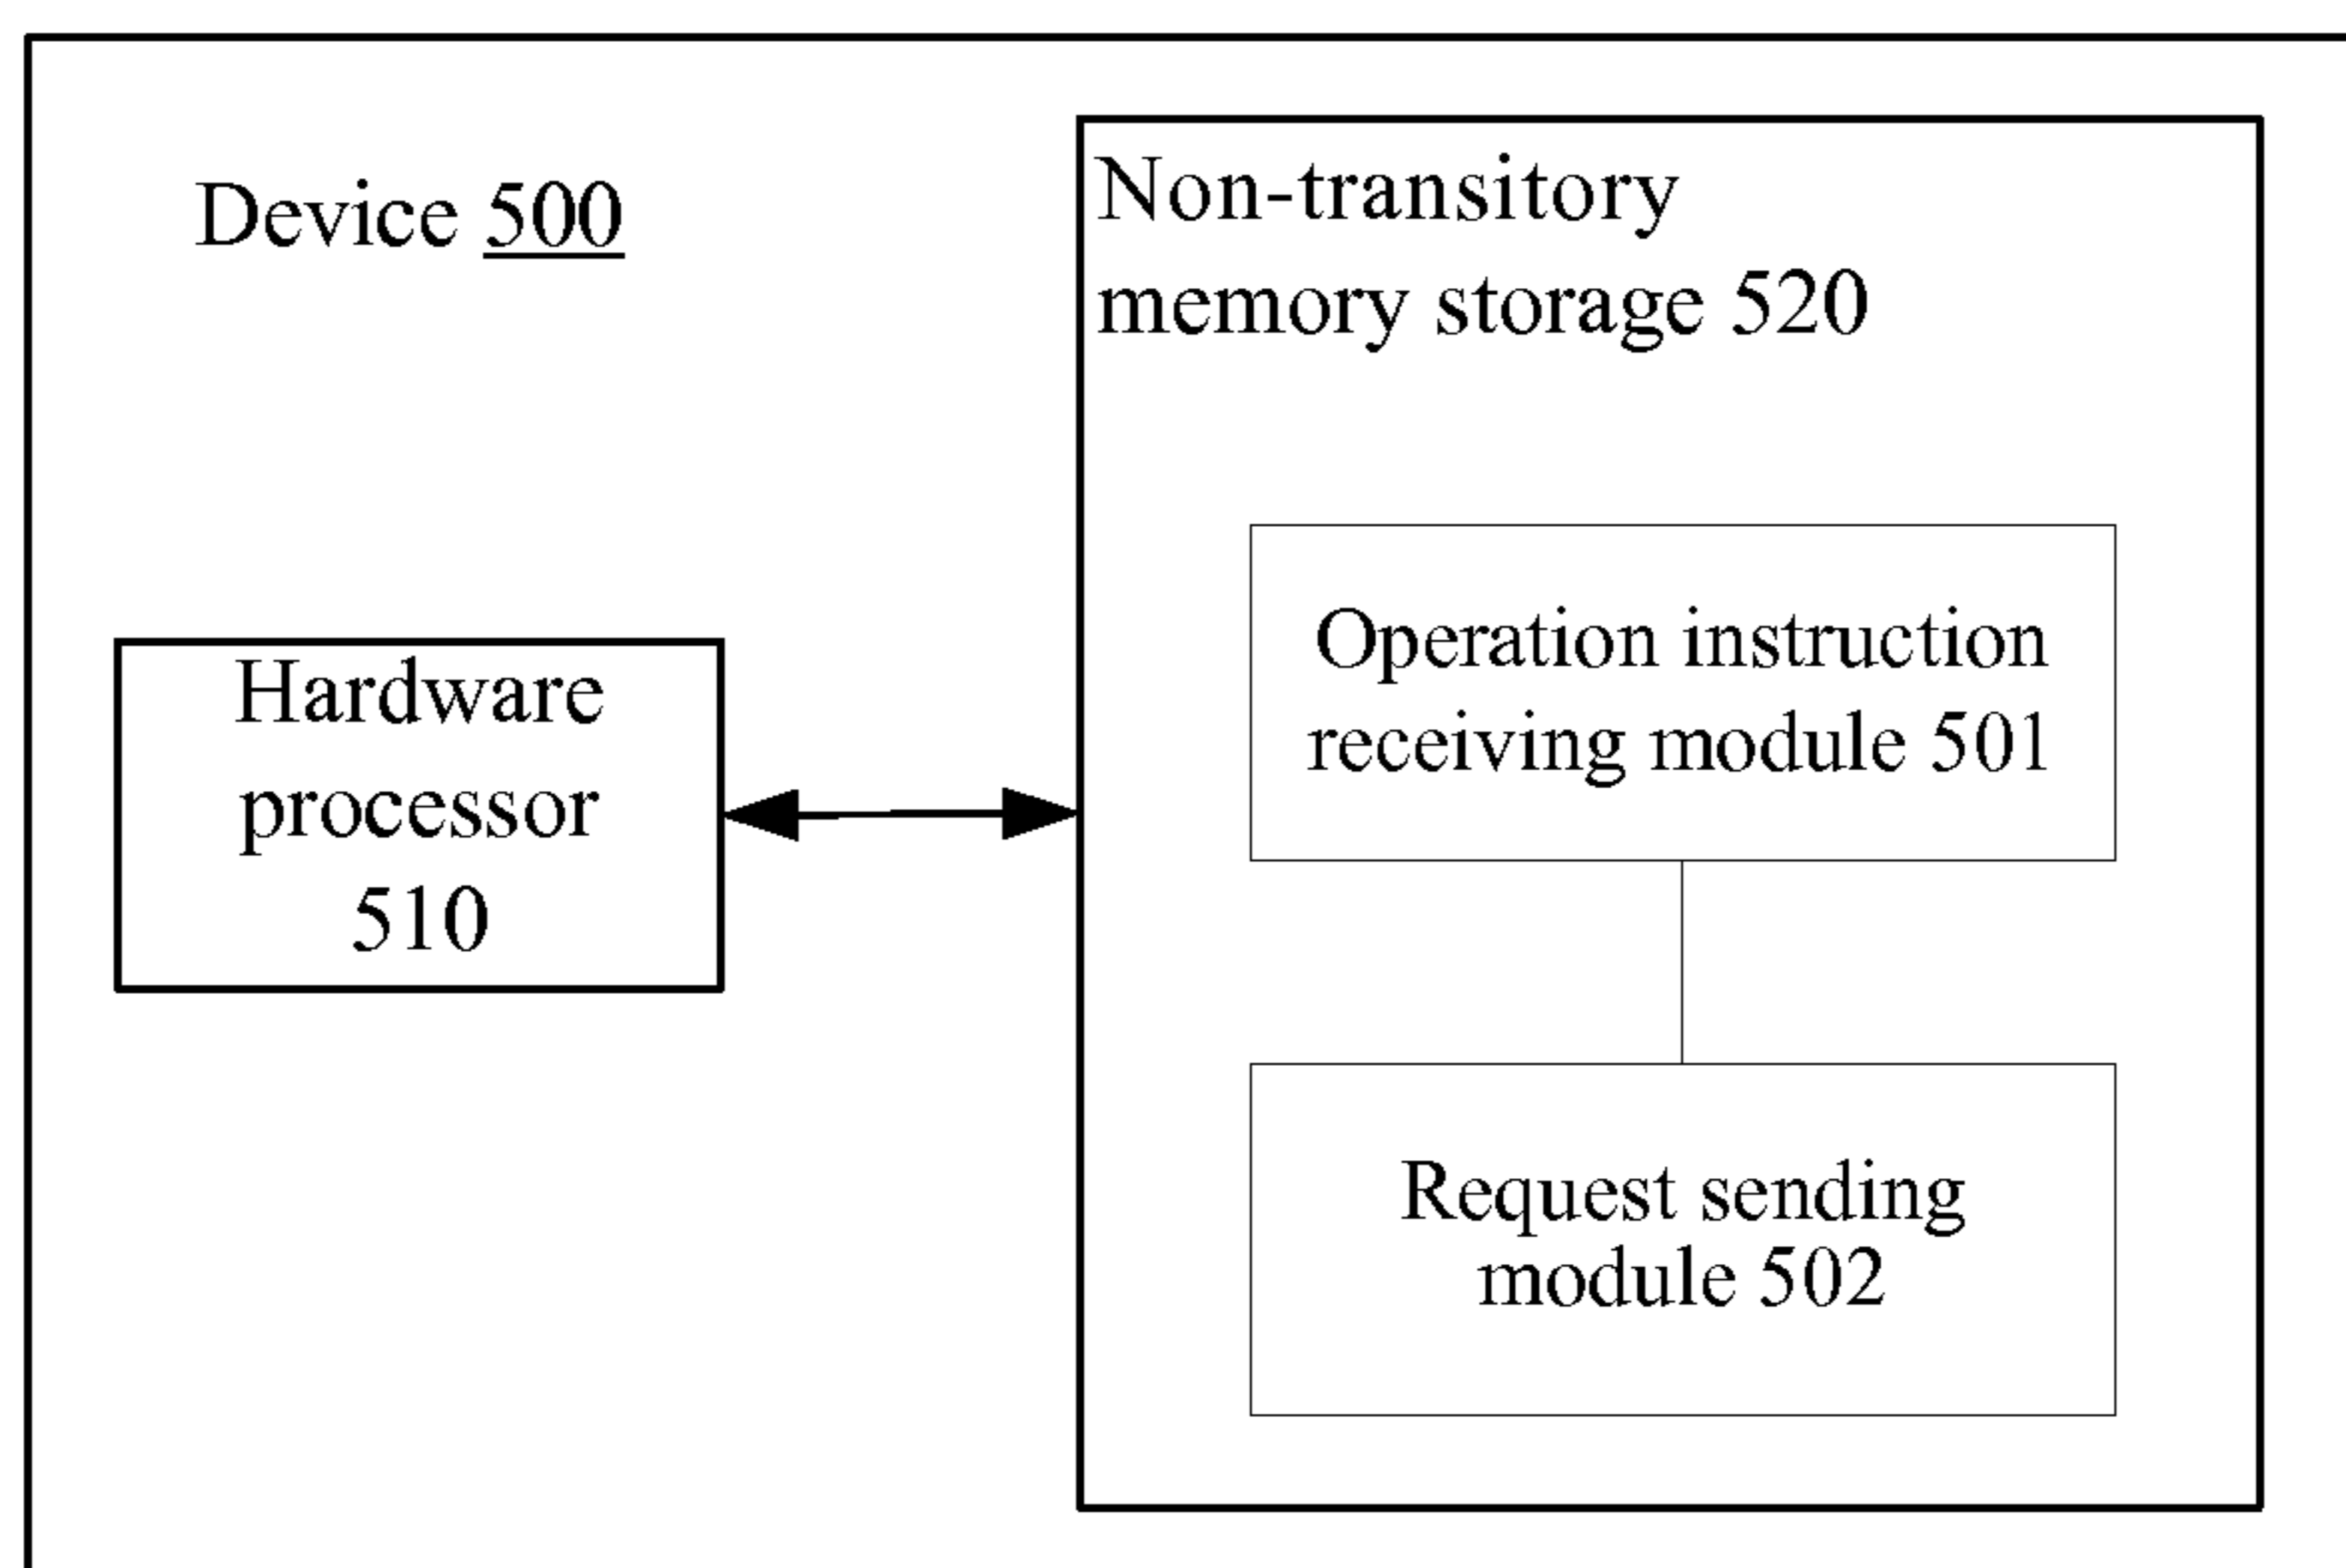 Device 500
Non-transitory
memory storage 520
Operation instruction
receiving module 501
Hardware
processor
510
Request sending
module 502